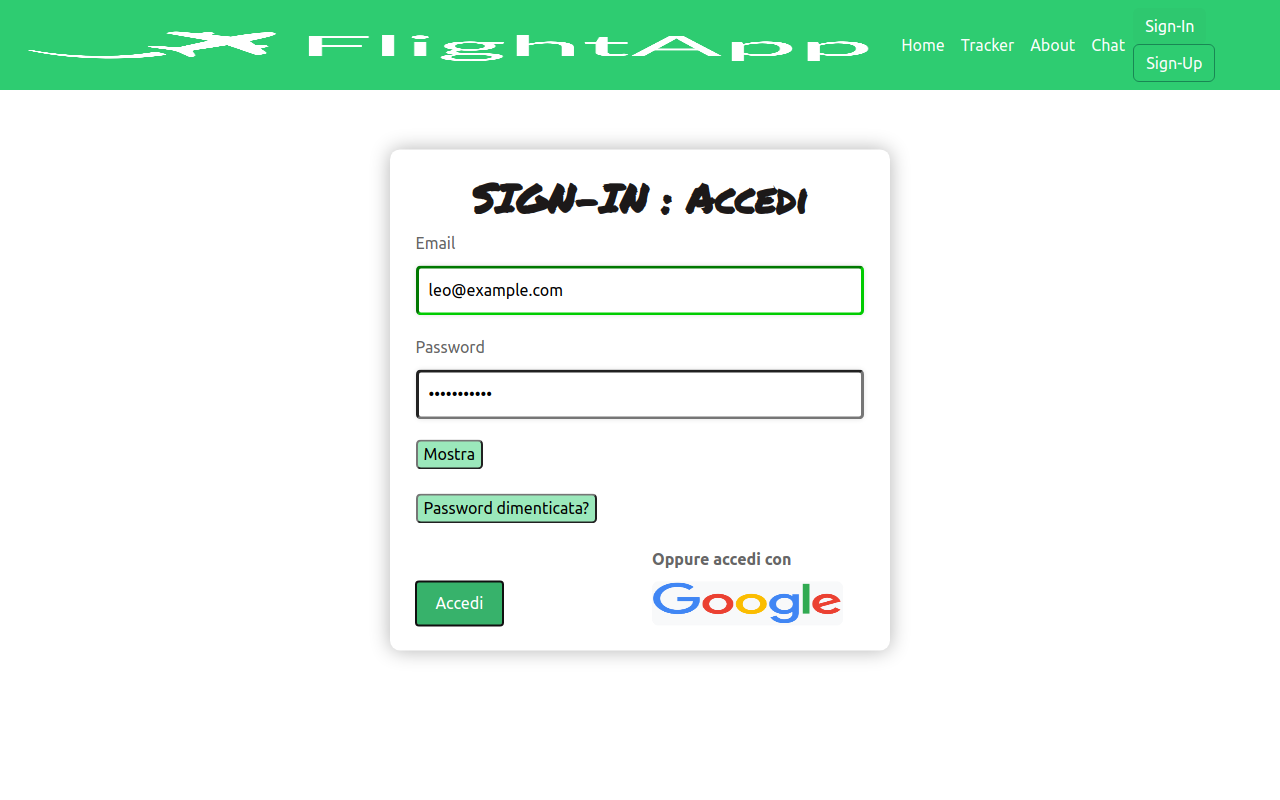 FlightApp
Home Tracker About Chat
Sign-In
Sign-Up
SIGN-IN : Accedi
Email
leo@example.com
Password
•••••••••••
Mostra
Password dimenticata?
Oppure accedi con
Accedi
Google